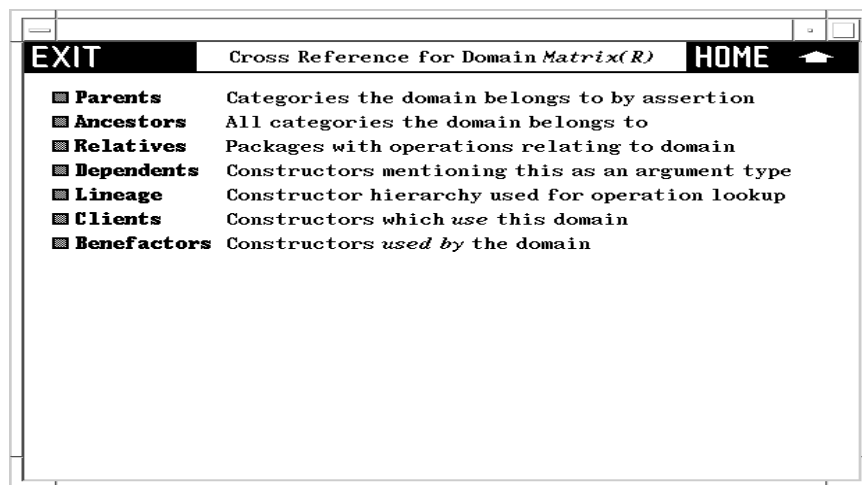 EXIT Cross Reference for Domain Matrix(R) HOME
Parents Categories the domain belongs to by assertion
Ancestors All categories the domain belongs to
Relatives Packages with operations relating to domain
Dependents Constructors mentioning this as an argument type
Lineage Constructor hierarchy used for operation lookup
Clients Constructors which use this domain
Benefactors Constructors used by the domain